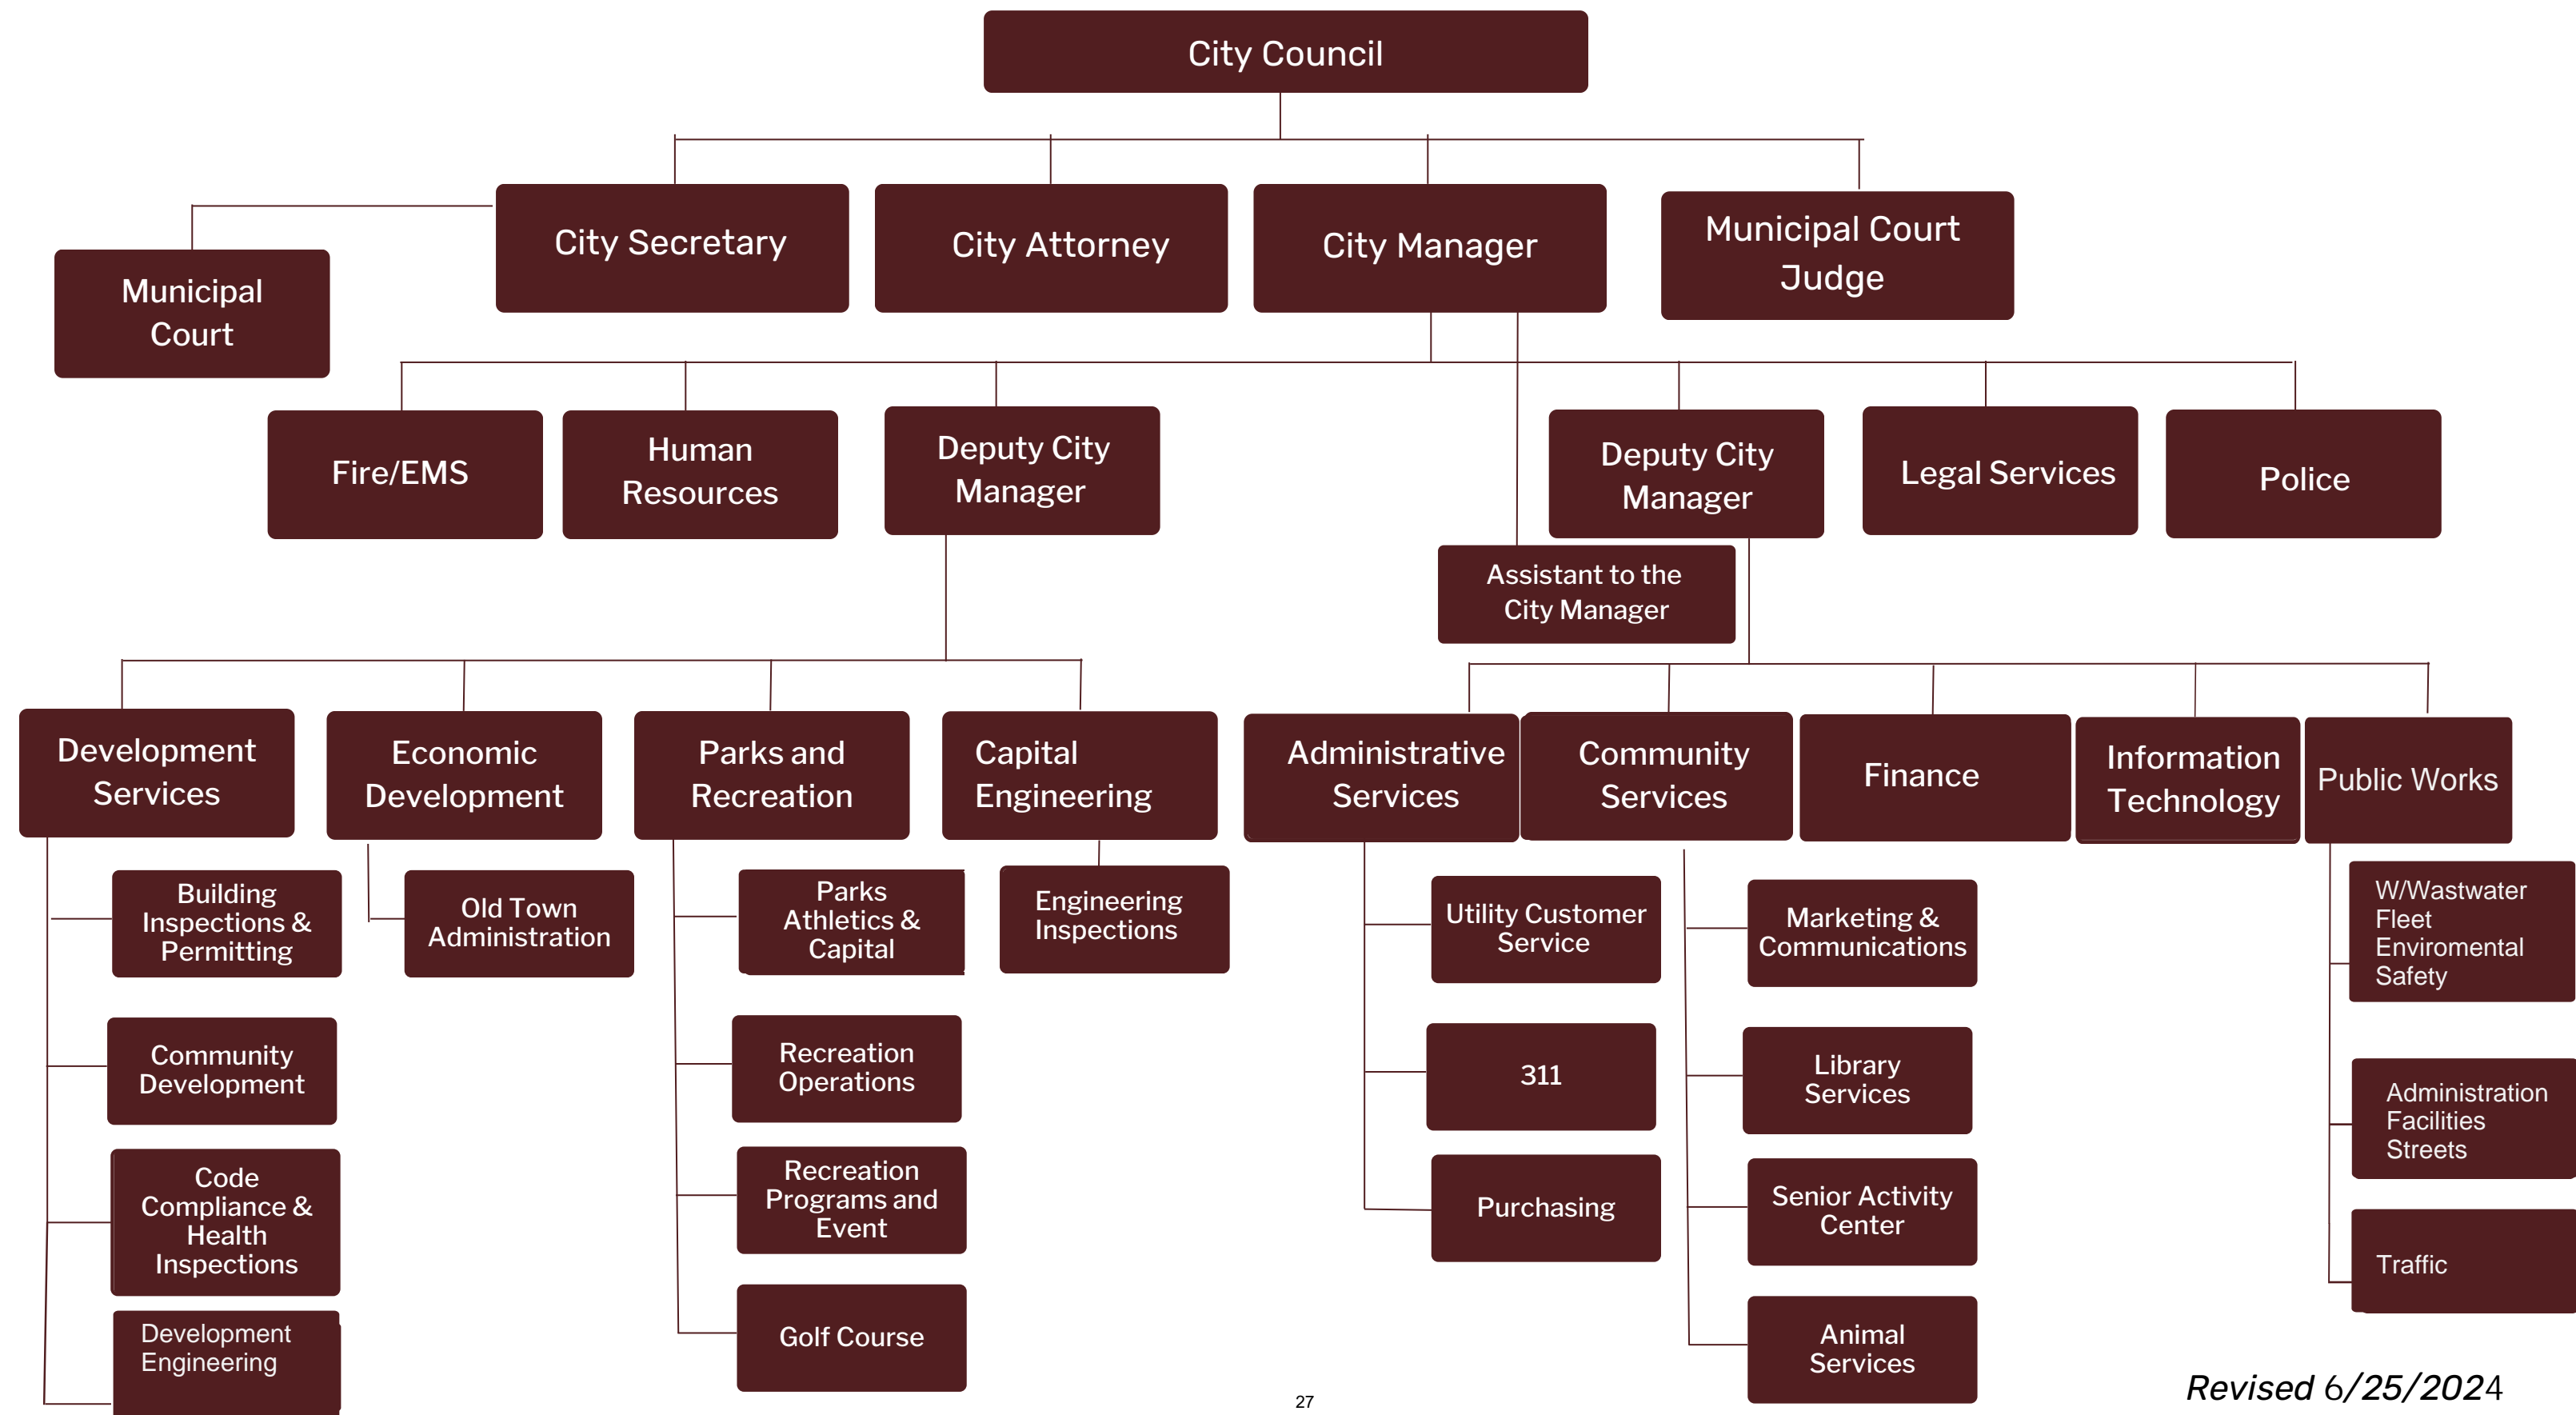 City Council
City Secretary
City Attorney
City Manager
Municipal Court
Judge
Municipal
Court
Fire/EMS
Human
Resources
Deputy City
Manager
Deputy City
Manager
Legal Services
Police
Assistant to the
City Manager
Development
Services
Economic
Development
Parks and
Recreation
Capital
Engineering
Administrative
Services
Community
Services
Finance
Information
Technology
Public Works
Building
Inspections &
Permitting
Community
Development
Code
Compliance &
Health
Inspections
Development
Engineering
Old Town
Administration
Parks
Athletics &
Capital
Recreation
Operations
Recreation
Programs and
Event
Golf Course
Engineering
Inspections
Utility Customer
Service
311
Purchasing
Marketing &
Communications
Library
Services
Senior Activity
Center
Animal
Services
W/Wastwater
Fleet
Enviromental
Safety
Administration
Facilities
Streets
Traffic
27
Revised 6/25/2024